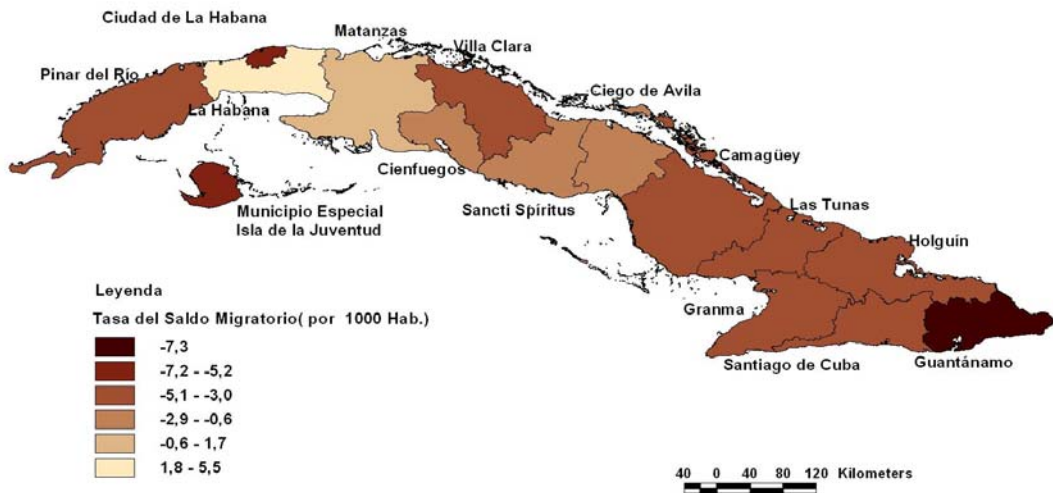 Ciudad de La Habana
Matanzas
Villa Clara
Pinar del Río
Ciego de Avila
La Habana
Camagüey
Cienfuegos
Las Tunas
Municipio Especial
Isla de la Juventud
Sancti Spíritus
Holguín
Leyenda
Tasa del Saldo Migratorio( por 1000 Hab.)
Granma
-7,3
Santiago de Cuba
Guantánamo
-7,2 - -5,2
-5,1 - -3,0
-2,9 - -0,6
-0,6 - 1,7
1,8 - 5,5
40 0 40 80 120 Kilometers